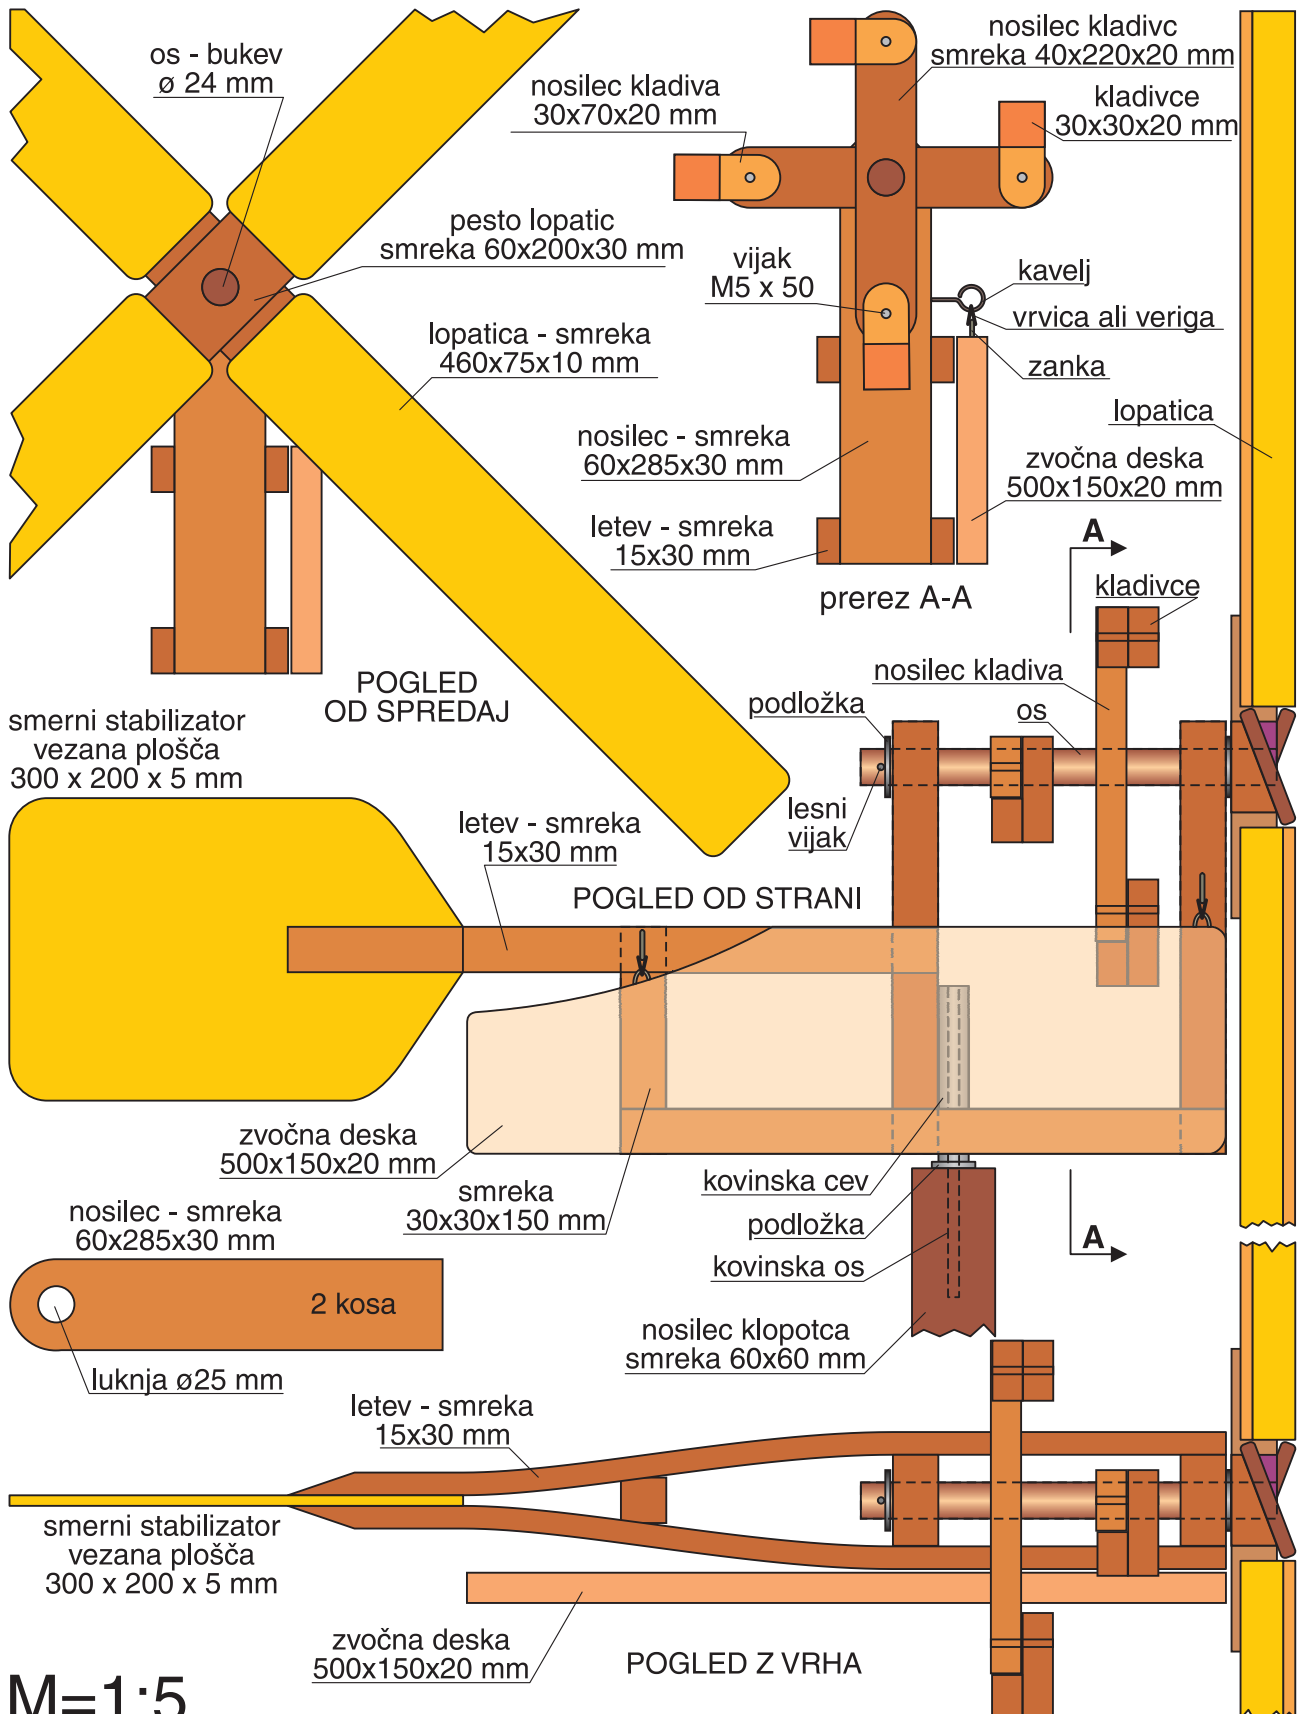 os - bukev
ø 24 mm
nosilec kladiva
30x70x20 mm
nosilec kladivc
smreka 40x220x20 mm
kladivce
30x30x20 mm
pesto lopatic
smreka 60x200x30 mm
vijak
M5 x 50
kavelj
vrvica ali veriga
zanka
lopatica - smreka
460x75x10 mm
lopatica
nosilec - smreka
60x285x30 mm
zvočna deska
500x150x20 mm
letev - smreka
15x30 mm
A
prerez A-A
kladivce
POGLED
OD SPREDAJ
nosilec kladiva
podložka
os
smerni stabilizator
vezana plošča
300 x 200 x 5 mm
lesni
vijak
letev - smreka
15x30 mm
POGLED OD STRANI
zvočna deska
500x150x20 mm
smreka
30x30x150 mm
kovinska cev
podložka
kovinska os
A
nosilec - smreka
60x285x30 mm
2 kosa
luknja ø25 mm
nosilec klopotca
smreka 60x60 mm
letev - smreka
15x30 mm
smerni stabilizator
vezana plošča
300 x 200 x 5 mm
zvočna deska
500x150x20 mm
POGLED Z VRHA
M=1:5